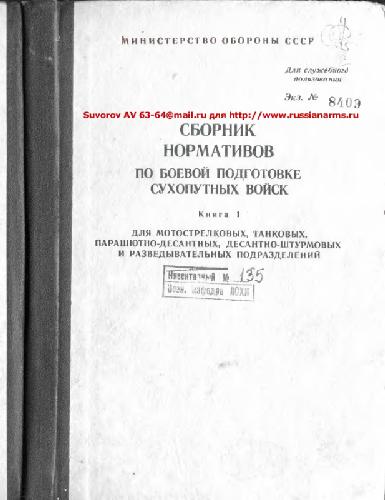 МИНИСТЕРСТВО ОБОРОНЫ СССР
Для служебного
пользования
Экз. № 8409
Suvorov AV 63-64@mail.ru для http://www.russianarms.ru
СБОРНИК
НОРМАТИВОВ
ПО БОЕВОЙ ПОДГОТОВКЕ
СУХОПУТНЫХ ВОЙСК
Книга 1
ДЛЯ МОТОСТРЕЛКОВЫХ, ТАНКОВЫХ,
ПАРАШЮТНО-ДЕСАНТНЫХ, ДЕСАНТНО-ШТУРМОВЫХ
И РАЗВЕДЫВАТЕЛЬНЫХ ПОДРАЗДЕЛЕНИЙ
Инвентарный № 135
Воен. кафедра